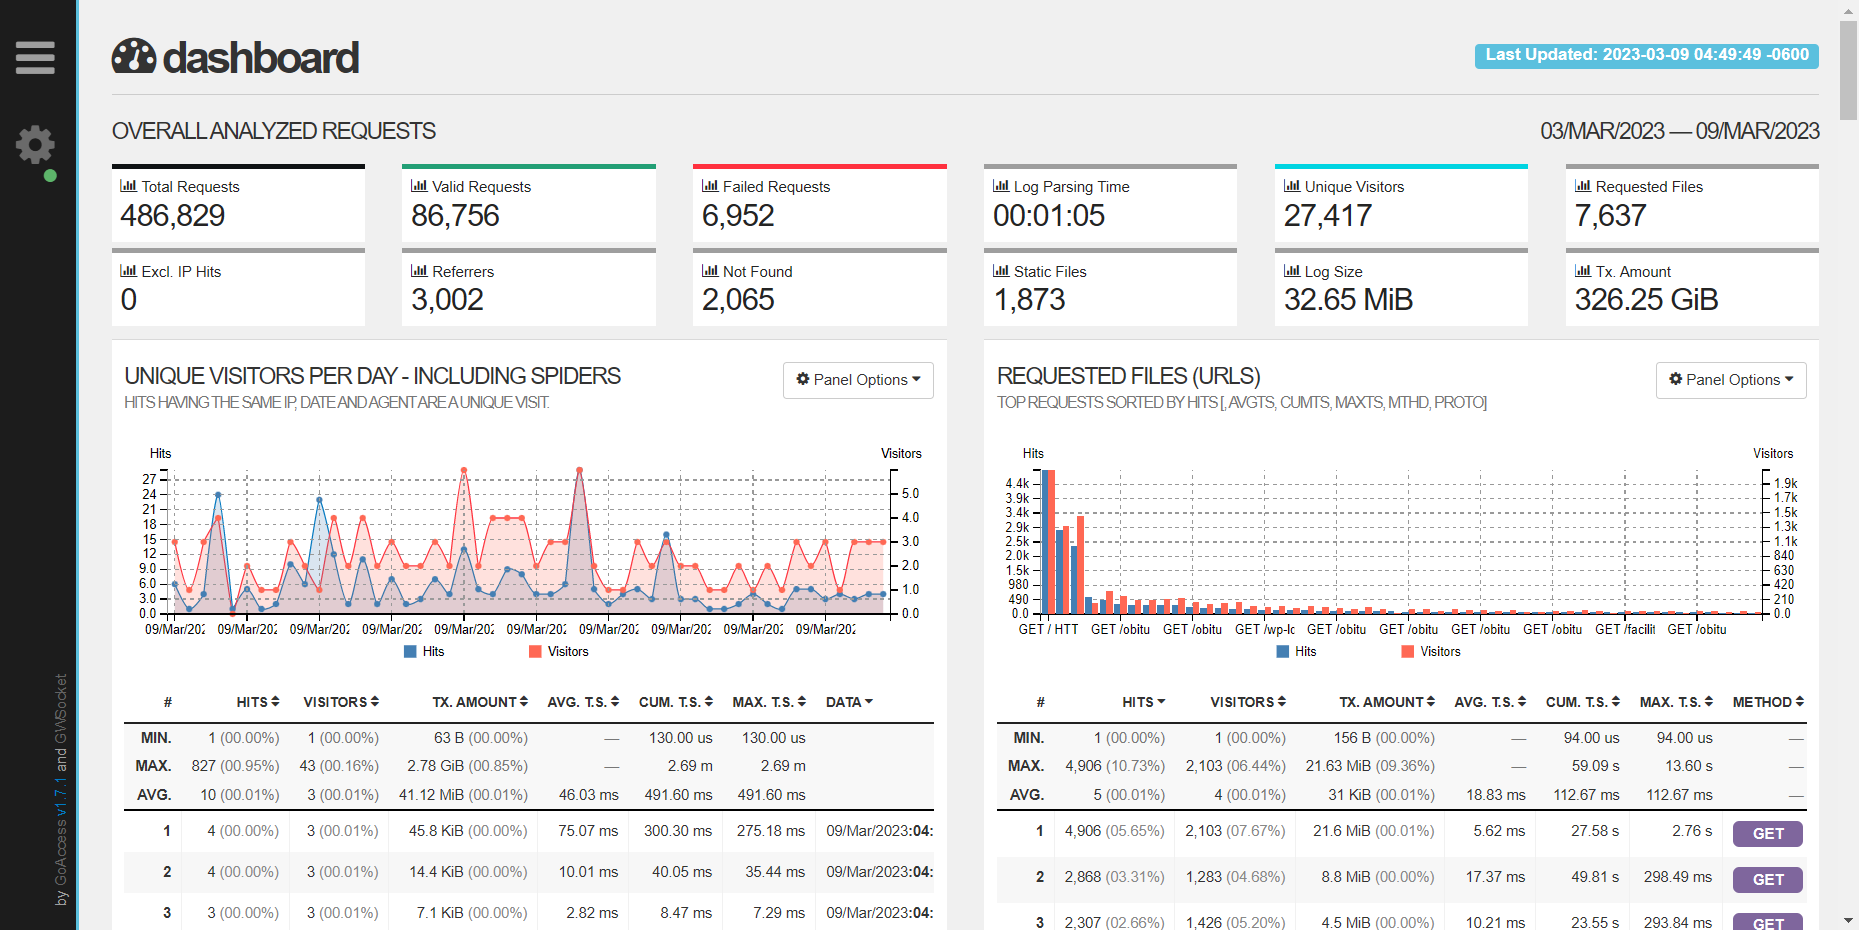 dashboard
Last Updated: 2023-03-09 04:49:49 -0600
OVERALL ANALYZED REQUESTS
03/MAR/2023 — 09/MAR/2023
Total Requests
486,829
Valid Requests
86,756
Failed Requests
6,952
Log Parsing Time
00:01:05
Unique Visitors
27,417
Requested Files
7,637
Excl. IP Hits
0
Referrers
3,002
Not Found
2,065
Static Files
1,873
Log Size
32.65 MiB
Tx. Amount
326.25 GiB
UNIQUE VISITORS PER DAY - INCLUDING SPIDERS
Panel Options
HITS HAVING THE SAME IP, DATE AND AGENT ARE A UNIQUE VISIT.
Hits
Visitors
27
24
21
18
15
12
9.0
6.0
3.0
0.0
5.0
4.0
3.0
2.0
1.0
0.0
09/Mar/202 09/Mar/202 09/Mar/202 09/Mar/202 09/Mar/202 09/Mar/202 09/Mar/202 09/Mar/202 09/Mar/202 09/Mar/202
Hits Visitors
# HITS VISITORS TX. AMOUNT AVG. T.S. CUM. T.S. MAX. T.S. DATA
MIN. 1 (00.00%) 1 (00.00%) 63 B (00.00%) — 130.00 us 130.00 us
MAX. 827 (00.95%) 43 (00.16%) 2.78 GiB (00.85%) — 2.69 m 2.69 m
AVG. 10 (00.01%) 3 (00.01%) 41.12 MiB (00.01%) 46.03 ms 491.60 ms 491.60 ms
1 4 (00.00%) 3 (00.01%) 45.8 KiB (00.00%) 75.07 ms 300.30 ms 275.18 ms 09/Mar/2023:04:
2 4 (00.00%) 3 (00.01%) 14.4 KiB (00.00%) 10.01 ms 40.05 ms 35.44 ms 09/Mar/2023:04:
3 3 (00.00%) 3 (00.01%) 7.1 KiB (00.00%) 2.82 ms 8.47 ms 7.29 ms 09/Mar/2023:04:
REQUESTED FILES (URLS)
Panel Options
TOP REQUESTS SORTED BY HITS [, AVGTS, CUMTS, MAXTS, MTHD, PROTO]
Hits
Visitors
4.4k
3.9k
3.4k
2.9k
2.5k
2.0k
1.5k
980
490
0.0
1.9k
1.7k
1.5k
1.3k
1.1k
840
630
420
210
0.0
GET / HTT GET /obitu GET /obitu GET /wp-lc GET /obitu GET /obitu GET /obitu GET /obitu GET /facilit GET /obitu
Hits Visitors
# HITS VISITORS TX. AMOUNT AVG. T.S. CUM. T.S. MAX. T.S. METHOD
MIN. 1 (00.00%) 1 (00.00%) 156 B (00.00%) — 94.00 us 94.00 us —
MAX. 4,906 (10.73%) 2,103 (06.44%) 21.63 MiB (09.36%) — 59.09 s 13.60 s —
AVG. 5 (00.01%) 4 (00.01%) 31 KiB (00.01%) 18.83 ms 112.67 ms 112.67 ms —
1 4,906 (05.65%) 2,103 (07.67%) 21.6 MiB (00.01%) 5.62 ms 27.58 s 2.76 s GET
2 2,868 (03.31%) 1,283 (04.68%) 8.8 MiB (00.00%) 17.37 ms 49.81 s 298.49 ms GET
3 2,307 (02.66%) 1,426 (05.20%) 4.5 MiB (00.00%) 10.21 ms 23.55 s 293.84 ms GET
by GoAccess v1.7.1 and GWSocket